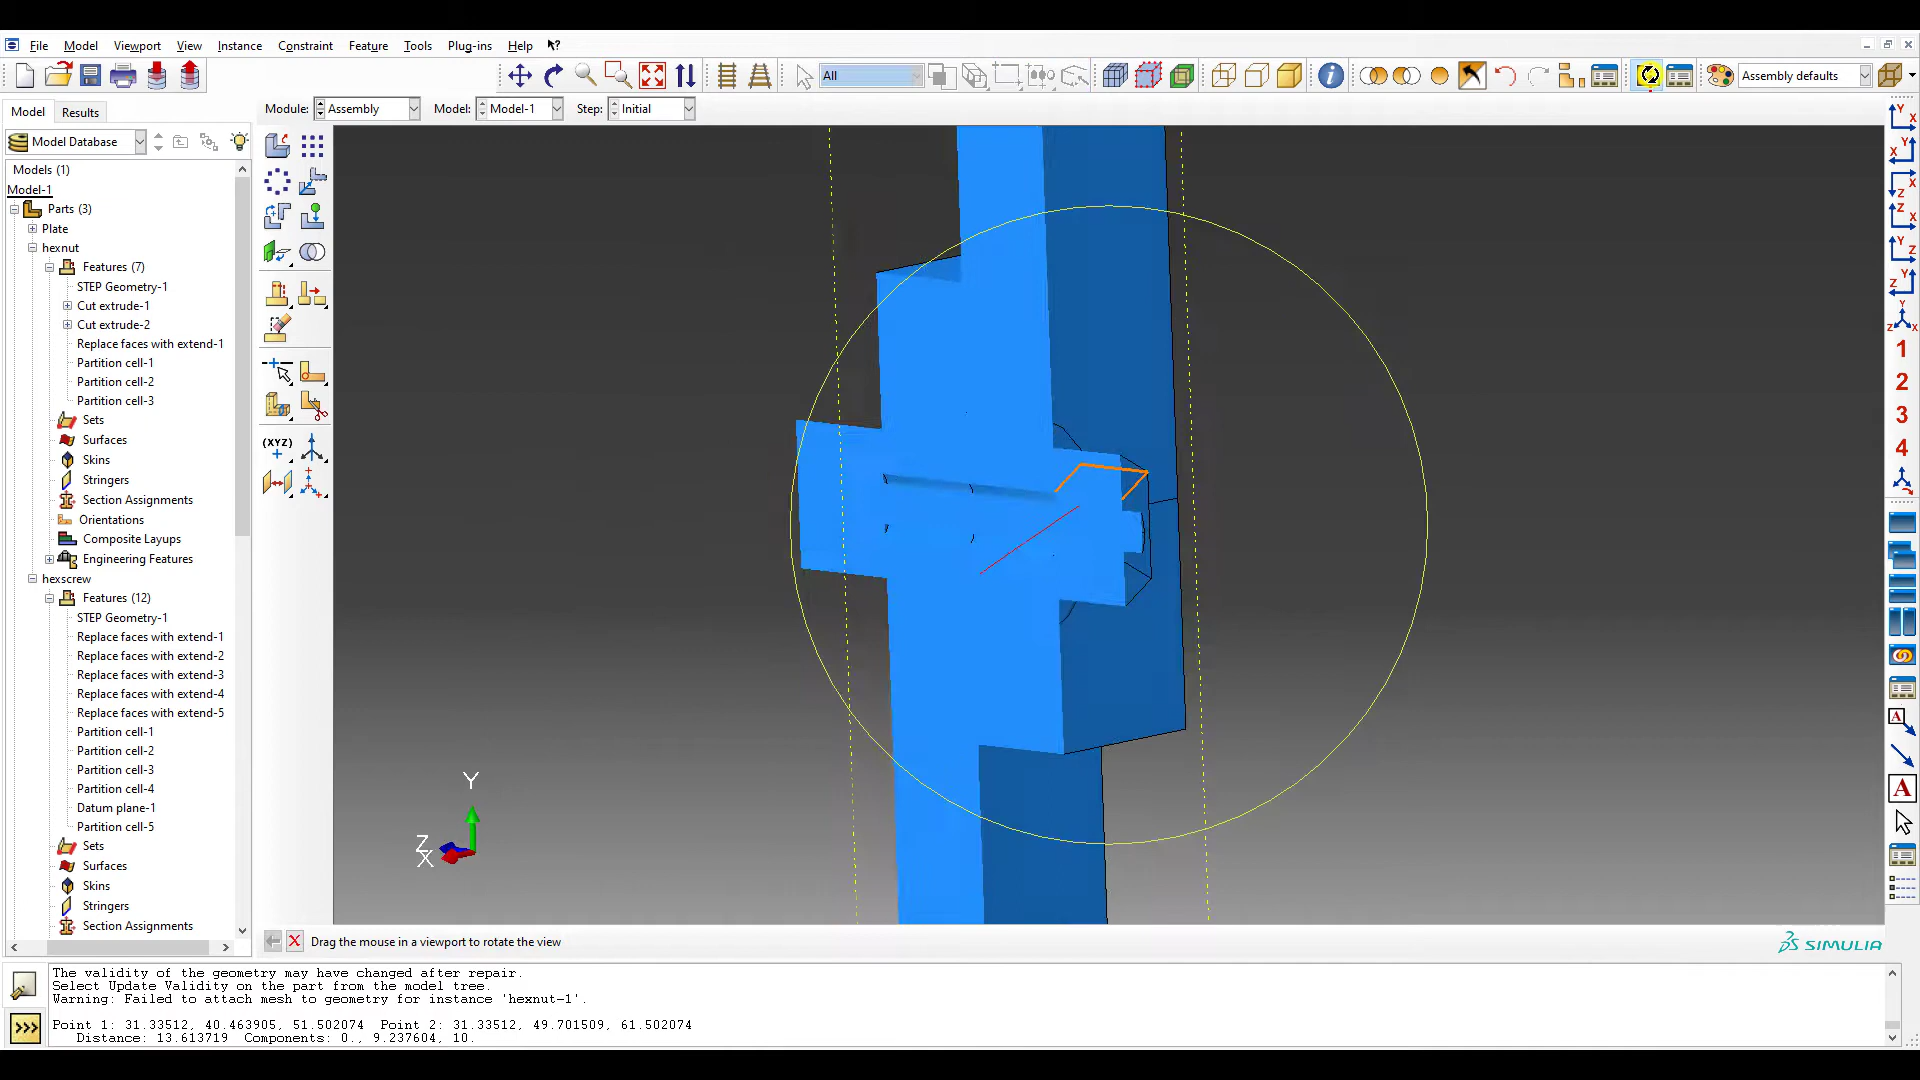 File Model Viewport View Instance Constraint Feature Tools Plug-ins Help
All
Assembly defaults
Model Results
Module: Assembly Model: Model-1 Step: Initial
Model Database
Models (1)
Model-1
Parts (3)
Plate
hexnut
Features (7)
STEP Geometry-1
Cut extrude-1
Cut extrude-2
Replace faces with extend-1
Partition cell-1
Partition cell-2
Partition cell-3
Sets
Surfaces
Skins
Stringers
Section Assignments
Orientations
Composite Layups
Engineering Features
hexscrew
Features (12)
STEP Geometry-1
Replace faces with extend-1
Replace faces with extend-2
Replace faces with extend-3
Replace faces with extend-4
Replace faces with extend-5
Partition cell-1
Partition cell-2
Partition cell-3
Partition cell-4
Datum plane-1
Partition cell-5
Sets
Surfaces
Skins
Stringers
Section Assignments
(XYZ)
Y
Z
X
1
2
3
4
A
A
Drag the mouse in a viewport to rotate the view
SIMULIA
The validity of the geometry may have changed after repair.
Select Update Validity on the part from the model tree.
Warning: Failed to attach mesh to geometry for instance 'hexnut-1'.
Point 1: 31.33512, 40.463905, 51.502074 Point 2: 31.33512, 49.701509, 61.502074
Distance: 13.613719 Components: 0., 9.237604, 10.
>>>